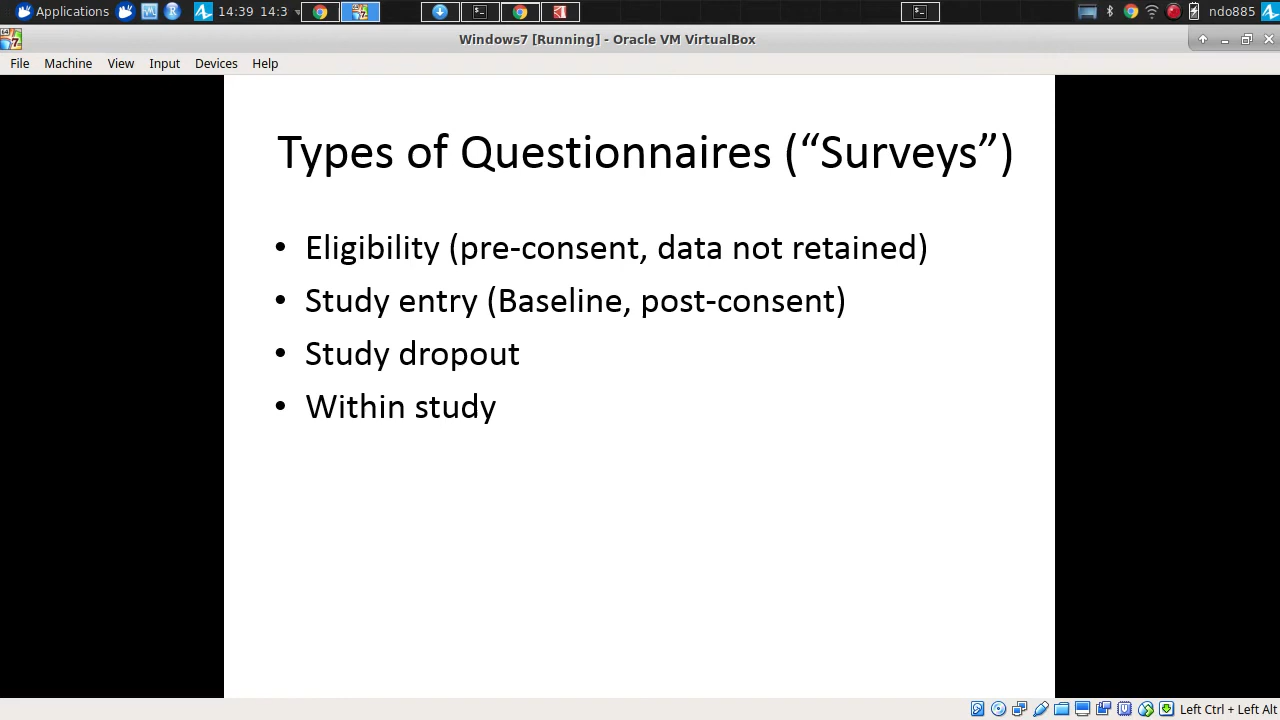 Applications 14:39 14:3 ndo885
Windows7 [Running] - Oracle VM VirtualBox
File Machine View Input Devices Help
Types of Questionnaires (“Surveys”)
• Eligibility (pre-consent, data not retained)
• Study entry (Baseline, post-consent)
• Study dropout
• Within study
Left Ctrl + Left Alt